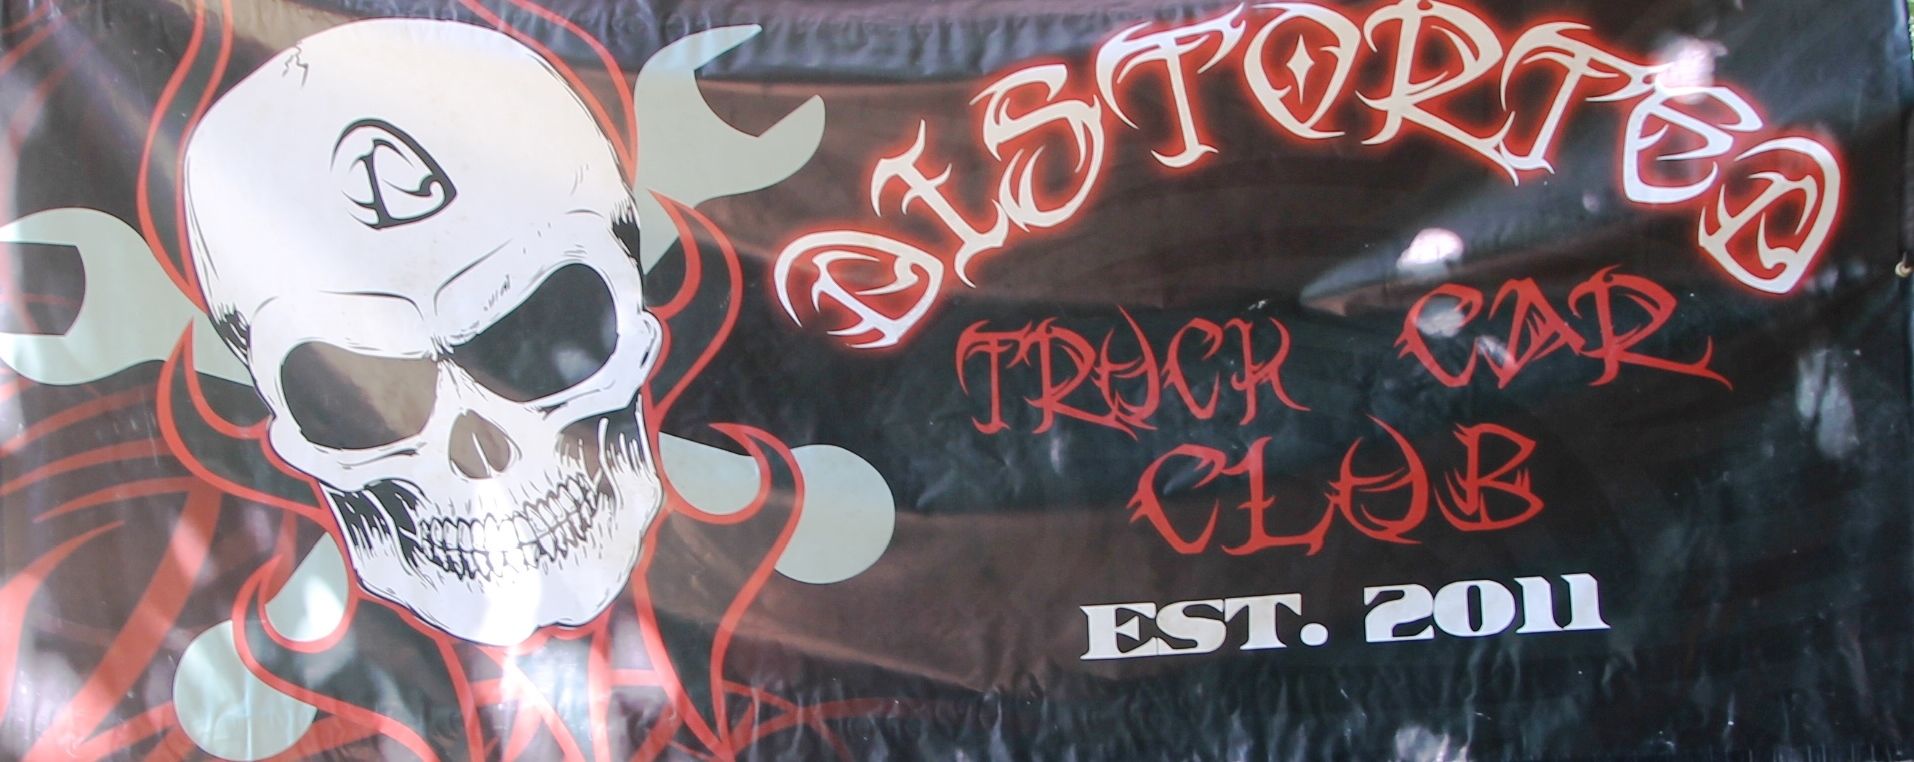 DISTORTED
TRUCK CAR
CLUB
EST. 2011
D